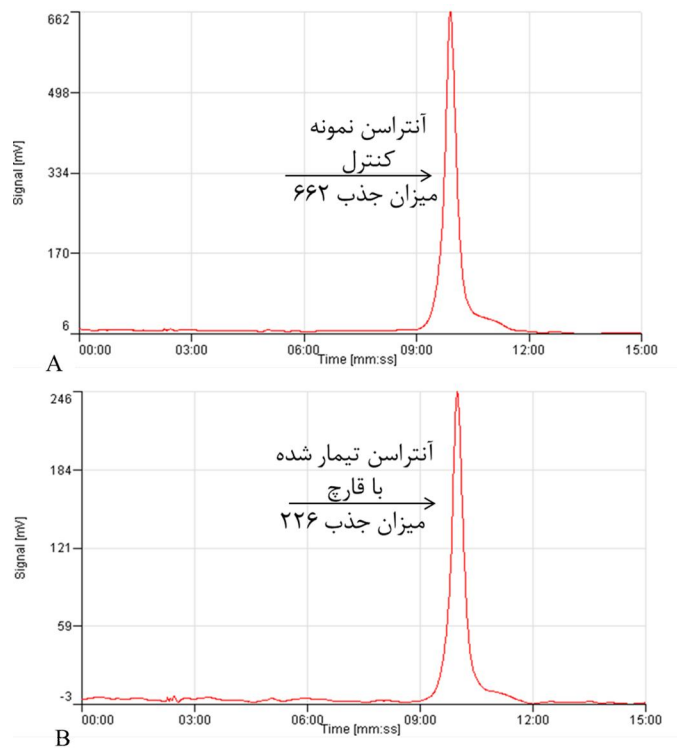 662
498
334
170
6
Signal [mV]
آنتراسن نمونه
کنترل
میزان جذب ۶۶۲
00:00 03:00 06:00 09:00 12:00 15:00
Time [mm:ss]
A
246
184
121
59
-3
Signal [mV]
آنتراسن تیمار شده
با قارچ
میزان جذب ۲۲۶
00:00 03:00 06:00 09:00 12:00 15:00
Time [mm:ss]
B